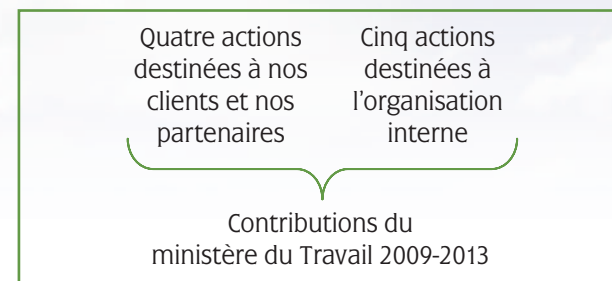 Quatre actions
destinées à nos
clients et nos
partenaires
Cinq actions
destinées à
l'organisation
interne
Contributions du
ministère du Travail 2009-2013